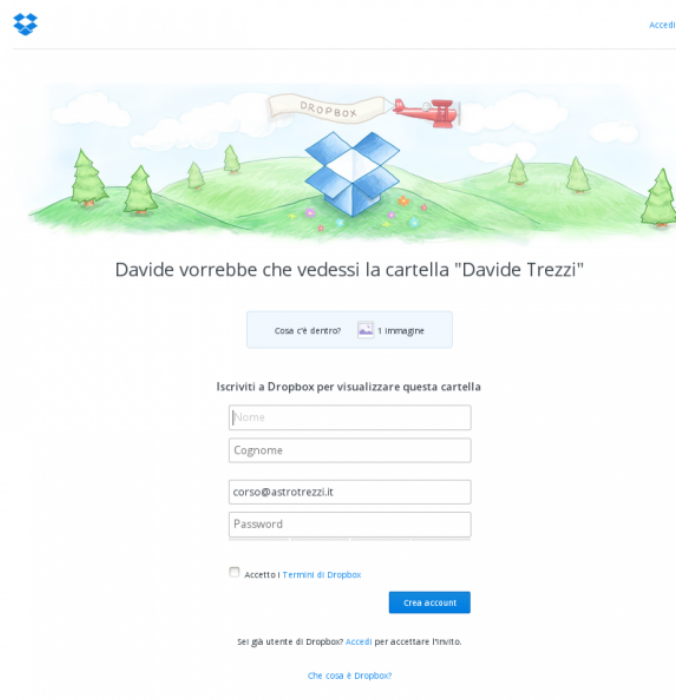 Accedi
DROPBOX
Davide vorrebbe che vedessi la cartella "Davide Trezzi"
Cosa c'è dentro? 1 immagine
Iscriviti a Dropbox per visualizzare questa cartella
Nome
Cognome
corso@astrotrezzi.it
Password
Accetto i Termini di Dropbox
Crea account
Sei già utente di Dropbox? Accedi per accettare l'invito.
Che cosa è Dropbox?